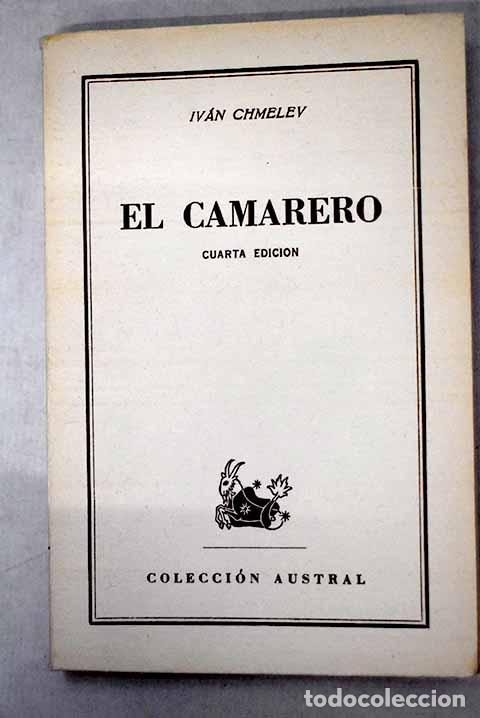 IVÁN CHMELEV
EL CAMARERO
CUARTA EDICION
COLECCIÓN AUSTRAL
todocoleccion